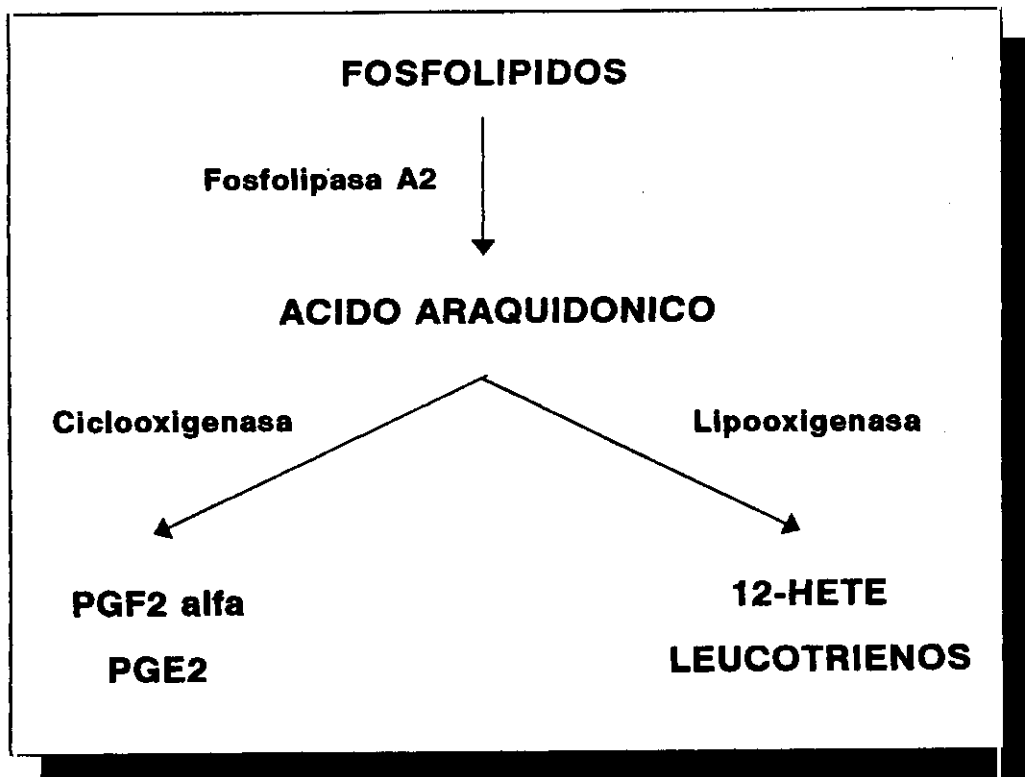 FOSFOLIPIDOS
Fosfolipasa A2
ACIDO ARAQUIDONICO
Ciclooxigenasa
Lipooxigenasa
PGF2 alfa
PGE2
12-HETE
LEUCOTRIENOS